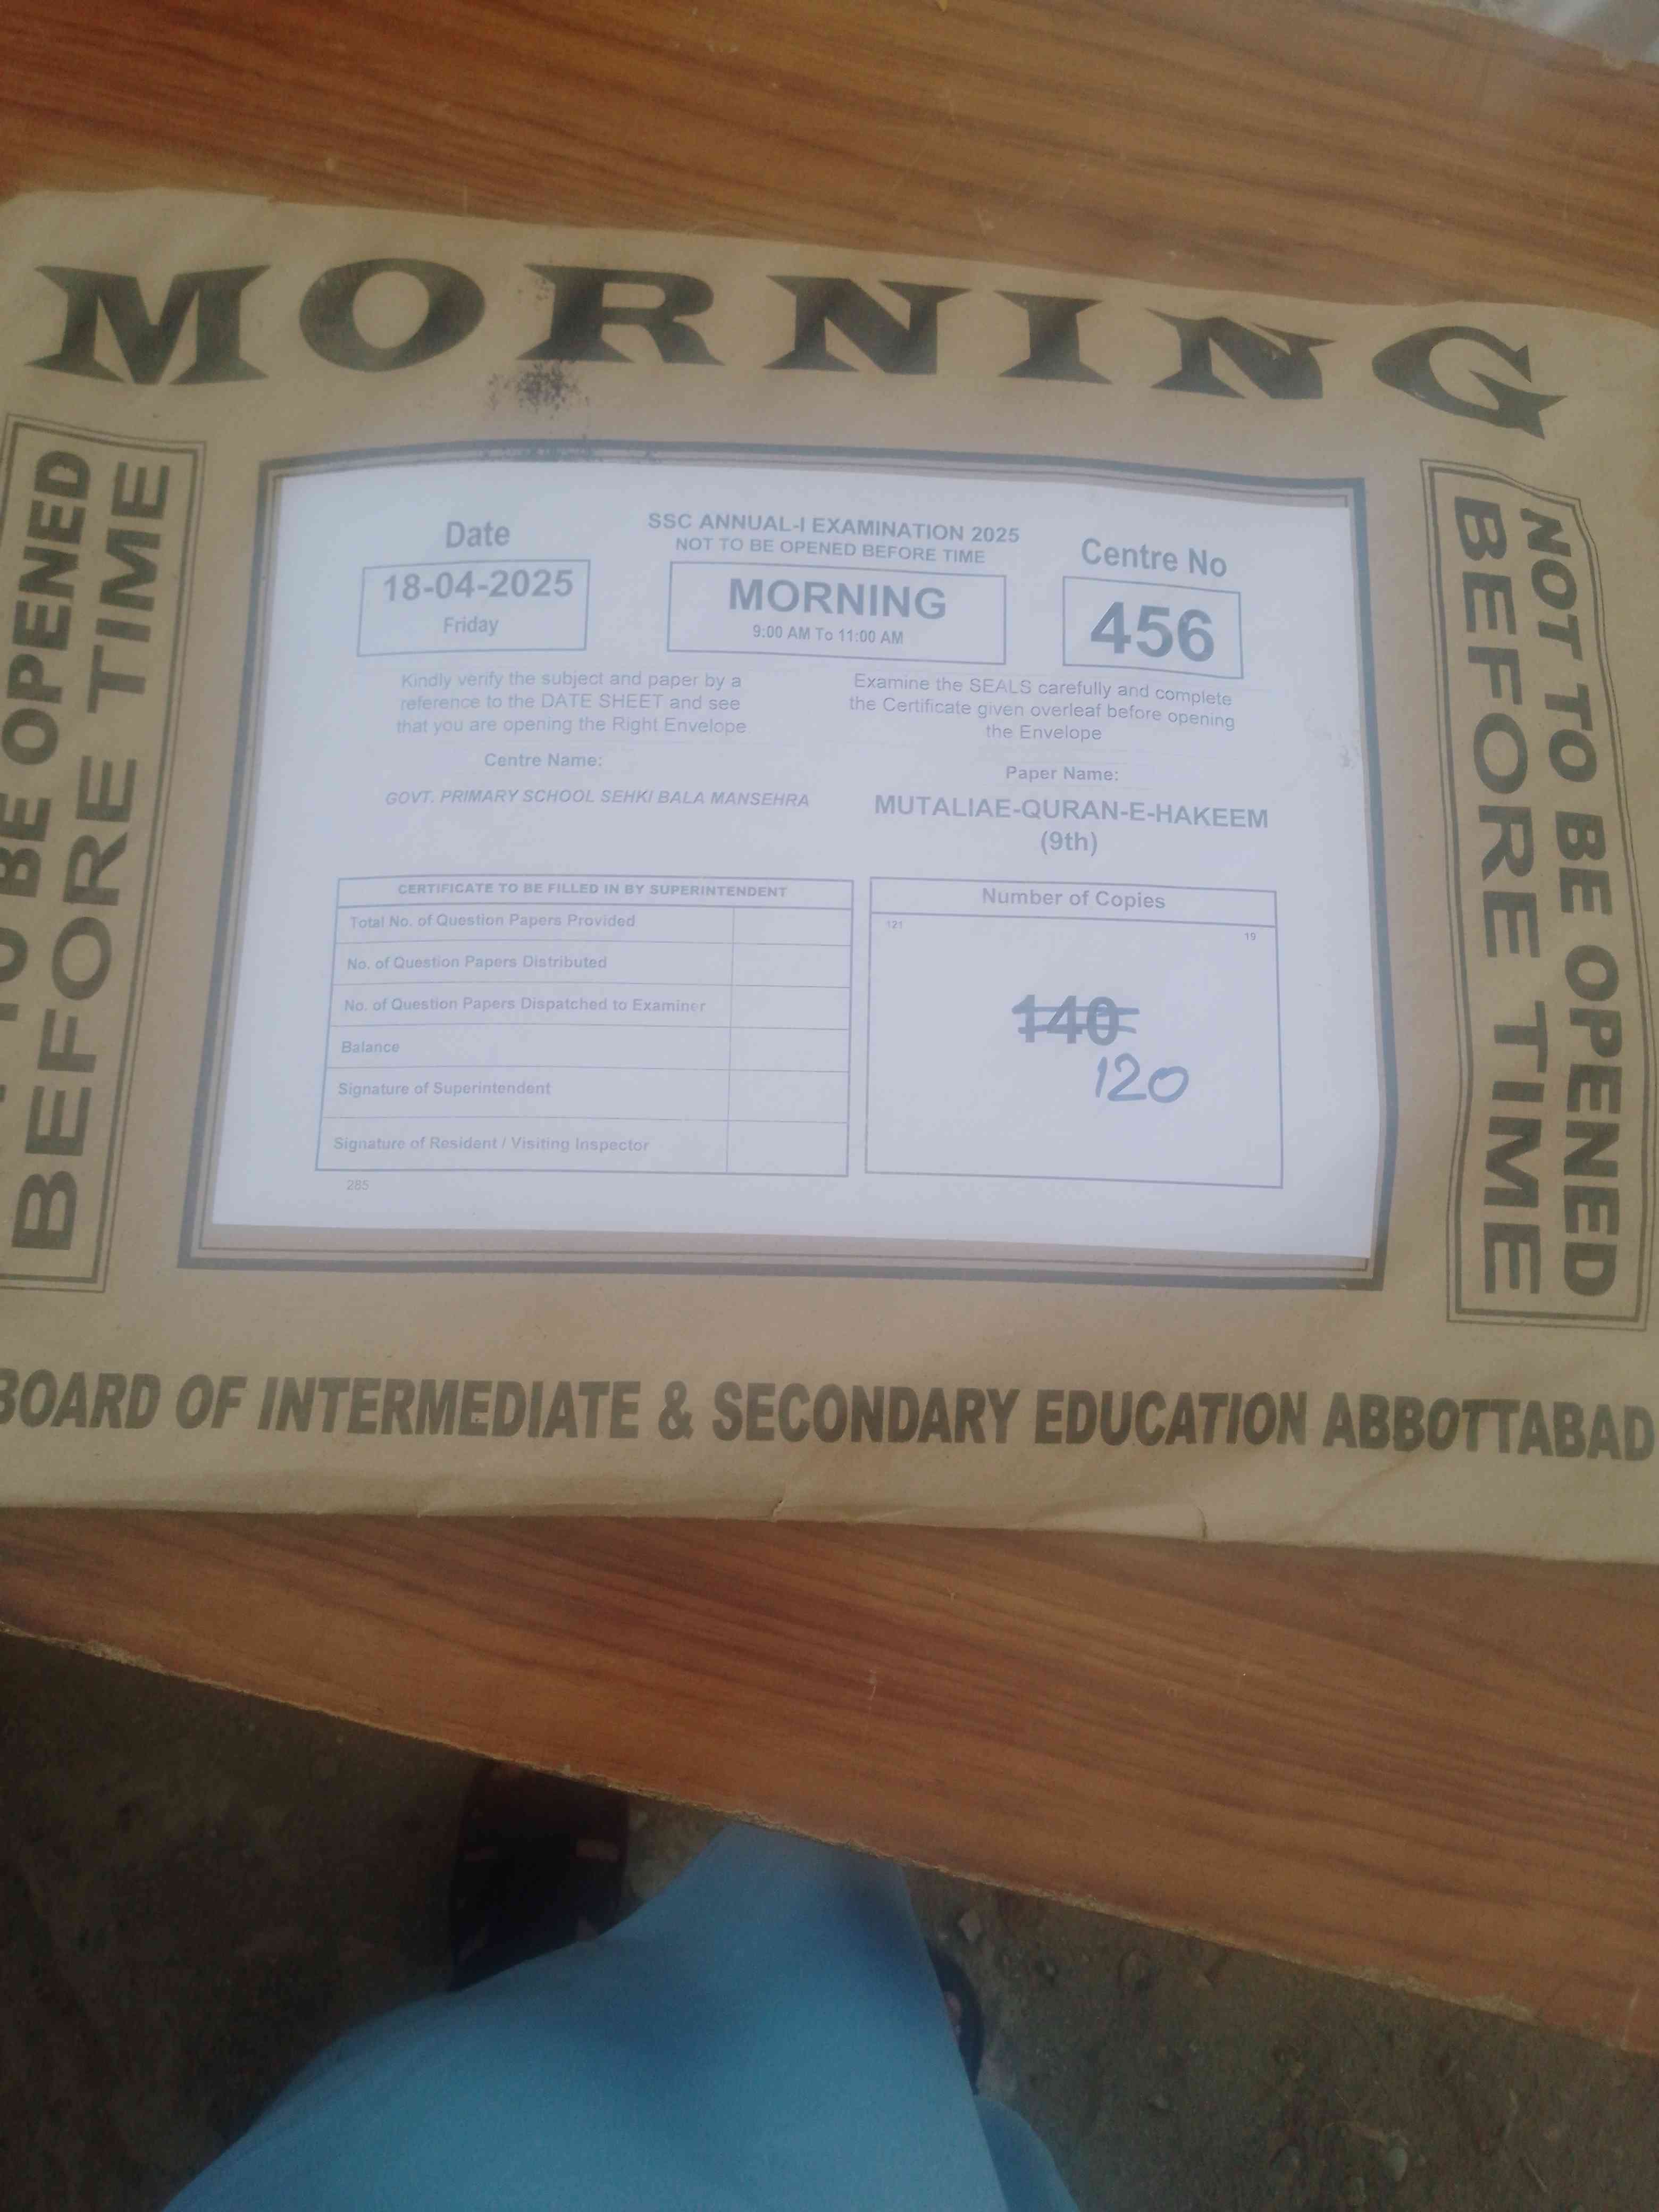 MORNING
NOT TO BE OPENED
BEFORE TIME
Date
18-04-2025
Friday
SSC ANNUAL-I EXAMINATION 2025
NOT TO BE OPENED BEFORE TIME
MORNING
9:00 AM To 11:00 AM
Centre No
456
Kindly verify the subject and paper by a
reference to the DATE SHEET and see
that you are opening the Right Envelope.
Examine the SEALS carefully and complete
the Certificate given overleaf before opening
the Envelope
Centre Name:
GOVT. PRIMARY SCHOOL SEHKI BALA MANSEHRA
Paper Name:
MUTALIAE-QURAN-E-HAKEEM
(9th)
CERTIFICATE TO BE FILLED IN BY SUPERINTENDENT
Total No. of Question Papers Provided
No. of Question Papers Distributed
No. of Question Papers Dispatched to Examiner
Balance
Signature of Superintendent
Signature of Resident / Visiting Inspector
285
Number of Copies
121
19
140
120
NOT TO BE OPENED
BEFORE TIME
BOARD OF INTERMEDIATE & SECONDARY EDUCATION ABBOTTABAD